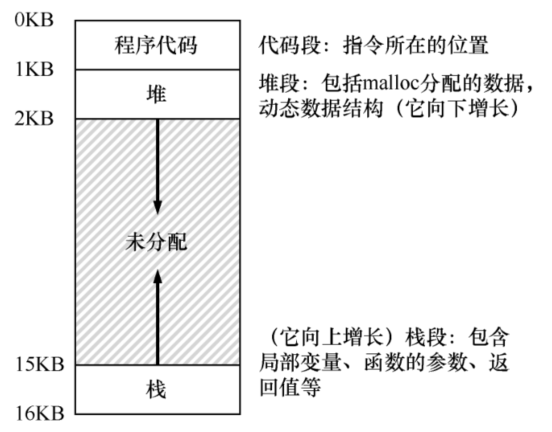 0KB
程序代码
代码段：指令所在的位置
1KB
堆
堆段：包括malloc分配的数据，
动态数据结构（它向下增长）
2KB
未分配
（它向上增长）栈段：包含
局部变量、函数的参数、返
回值等
15KB
栈
16KB